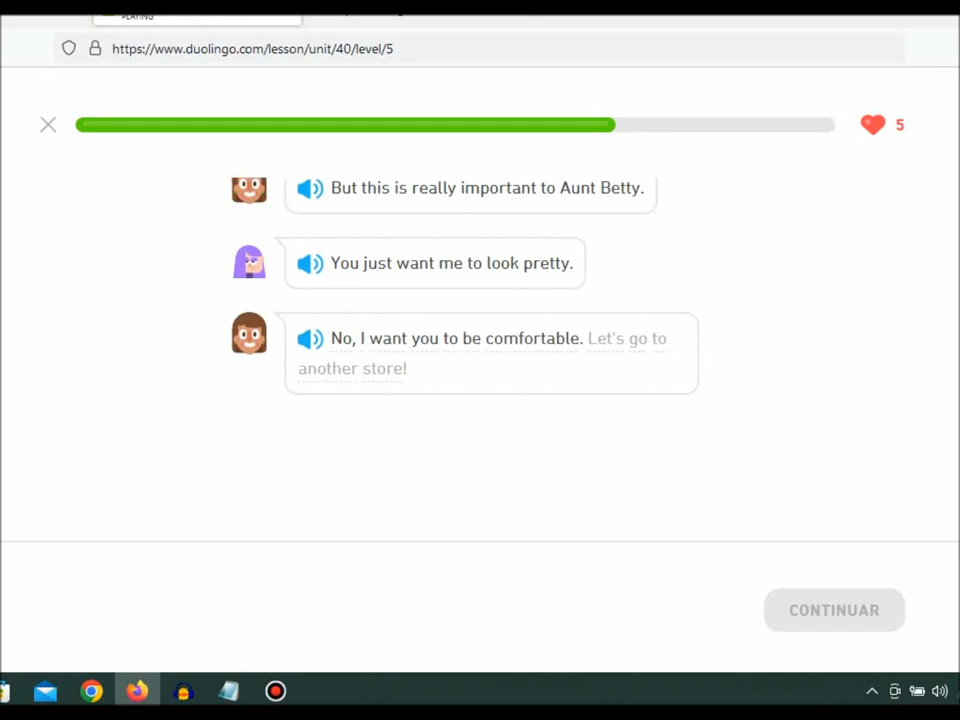 PLAYING
https://www.duolingo.com/lesson/unit/40/level/5
5
But this is really important to Aunt Betty.
You just want me to look pretty.
No, I want you to be comfortable. Let's go to
another store!
CONTINUAR